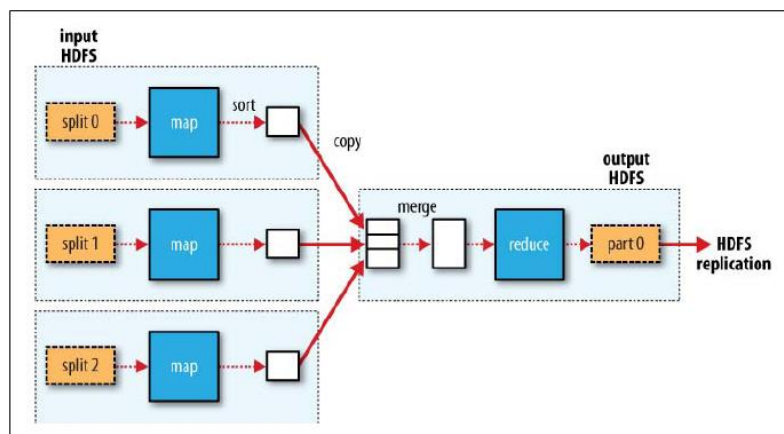 input
HDFS
split 0
map
sort
copy
split 1
map
split 2
map
merge
reduce
output
HDFS
part 0
HDFS
replication